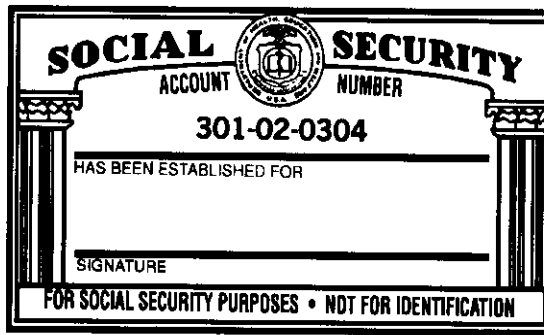 SOCIAL SECURITY
ACCOUNT NUMBER
301-02-0304
HAS BEEN ESTABLISHED FOR
SIGNATURE
FOR SOCIAL SECURITY PURPOSES • NOT FOR IDENTIFICATION